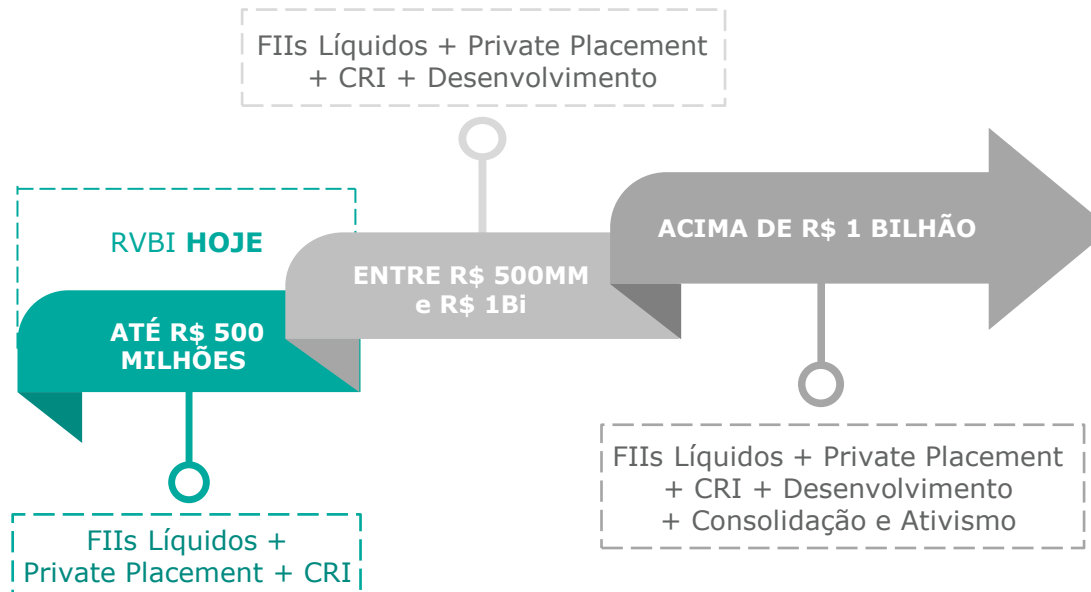 FIIs Líquidos + Private Placement
+ CRI + Desenvolvimento
RVBI HOJE
ATÉ R$ 500
MILHÕES
ENTRE R$ 500MM
e R$ 1Bi
ACIMA DE R$ 1 BILHÃO
FIIs Líquidos +
Private Placement + CRI
FIIs Líquidos + Private Placement
+ CRI + Desenvolvimento
+ Consolidação e Ativismo